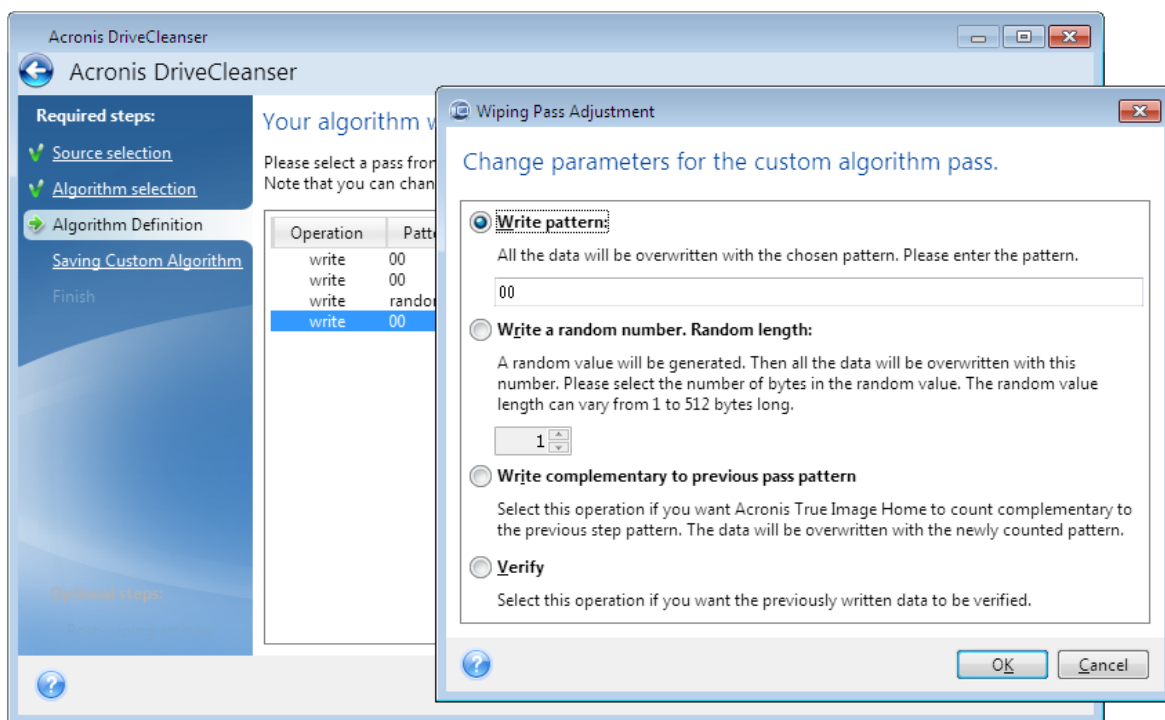 Acronis DriveCleanser
Acronis DriveCleanser
Required steps:
Source selection
Algorithm selection
Algorithm Definition
Saving Custom Algorithm
Finish
Optional steps:
Your algorithm
Please select a pass
Note that you can
Operation
write 00
write 00
write
write 00
Wiping Pass Adjustment
Change parameters for the custom algorithm pass.
Write pattern:
All the data will be overwritten with the chosen pattern. Please enter the pattern.
00
Write a random number. Random length:
A random value will be generated. Then all the data will be overwritten with this
number. Please select the number of bytes in the random value. The random value
length can vary from 1 to 512 bytes long.
1
Write complementary to previous pass pattern
Select this operation if you want Acronis True Image Home to count complementary to
the previous step pattern. The data will be overwritten with the newly counted pattern.
Verify
Select this operation if you want the previously written data to be verified.
OK
Cancel